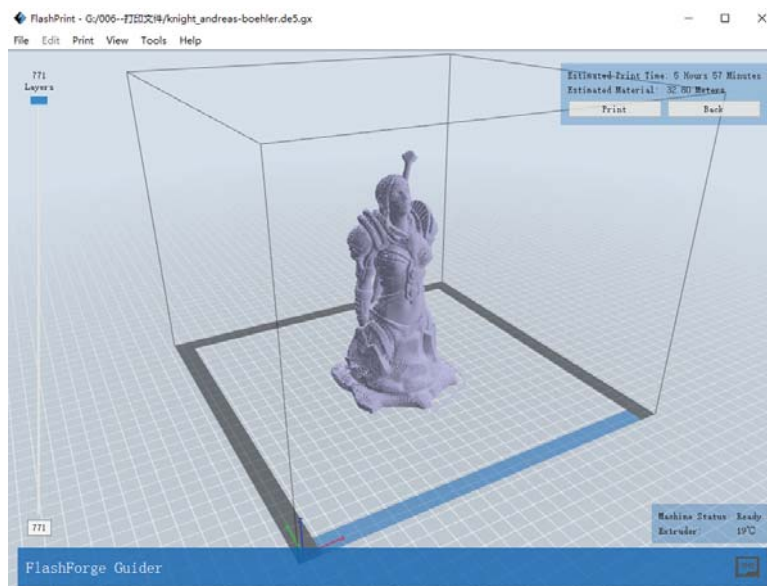 FlashPrint - G:/006--打印文件/knight_andreas-boehler.de5.gx
File Edit Print View Tools Help
771
Layers
Estimated Print Time: 5 Hours 57 Minutes
Estimated Material: 32.80 Meters
Print Back
771
Machine Status: Ready
Extruder: 19℃
FlashForge Guider